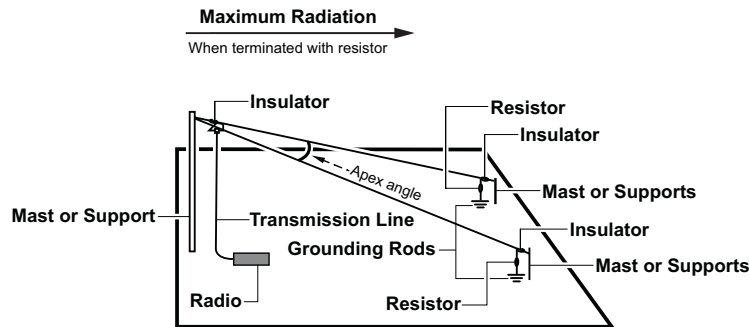 Maximum Radiation
When terminated with resistor
Insulator
Resistor
Insulator
Apex angle
Mast or Supports
Mast or Support
Transmission Line
Insulator
Grounding Rods
Mast or Supports
Radio
Resistor